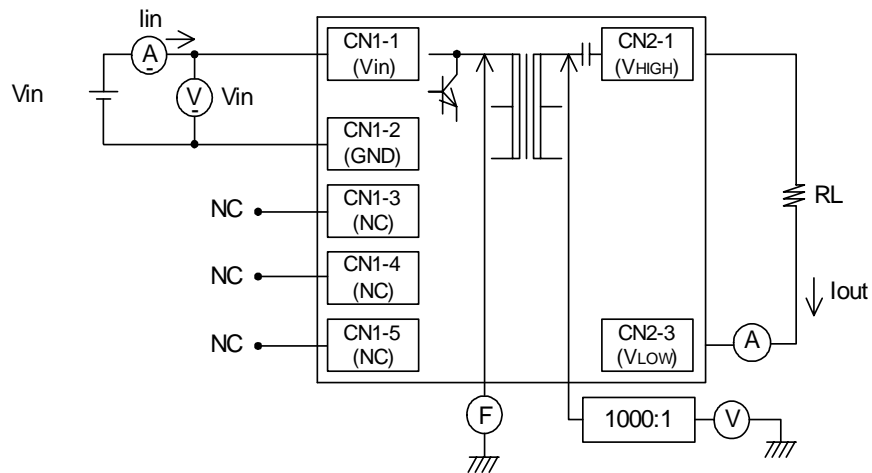 Iin
A
Vin
V
Vin
CN1-1
(Vin)
CN1-2
(GND)
NC
CN1-3
(NC)
NC
CN1-4
(NC)
NC
CN1-5
(NC)
CN2-1
(VHIGH)
RL
Iout
CN2-3
(VLOW)
A
F
1000:1
V